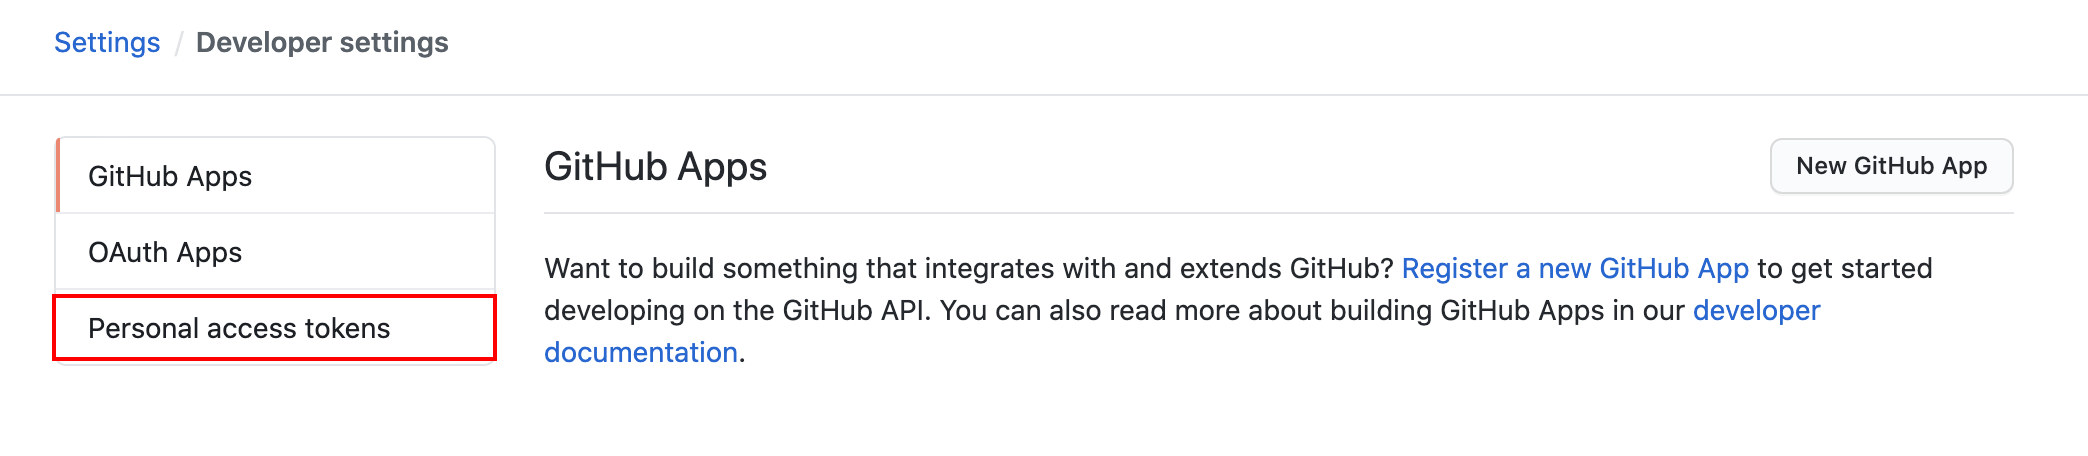 Settings / Developer settings
GitHub Apps
OAuth Apps
Personal access tokens
GitHub Apps
New GitHub App
Want to build something that integrates with and extends GitHub? Register a new GitHub App to get started
developing on the GitHub API. You can also read more about building GitHub Apps in our developer
documentation.